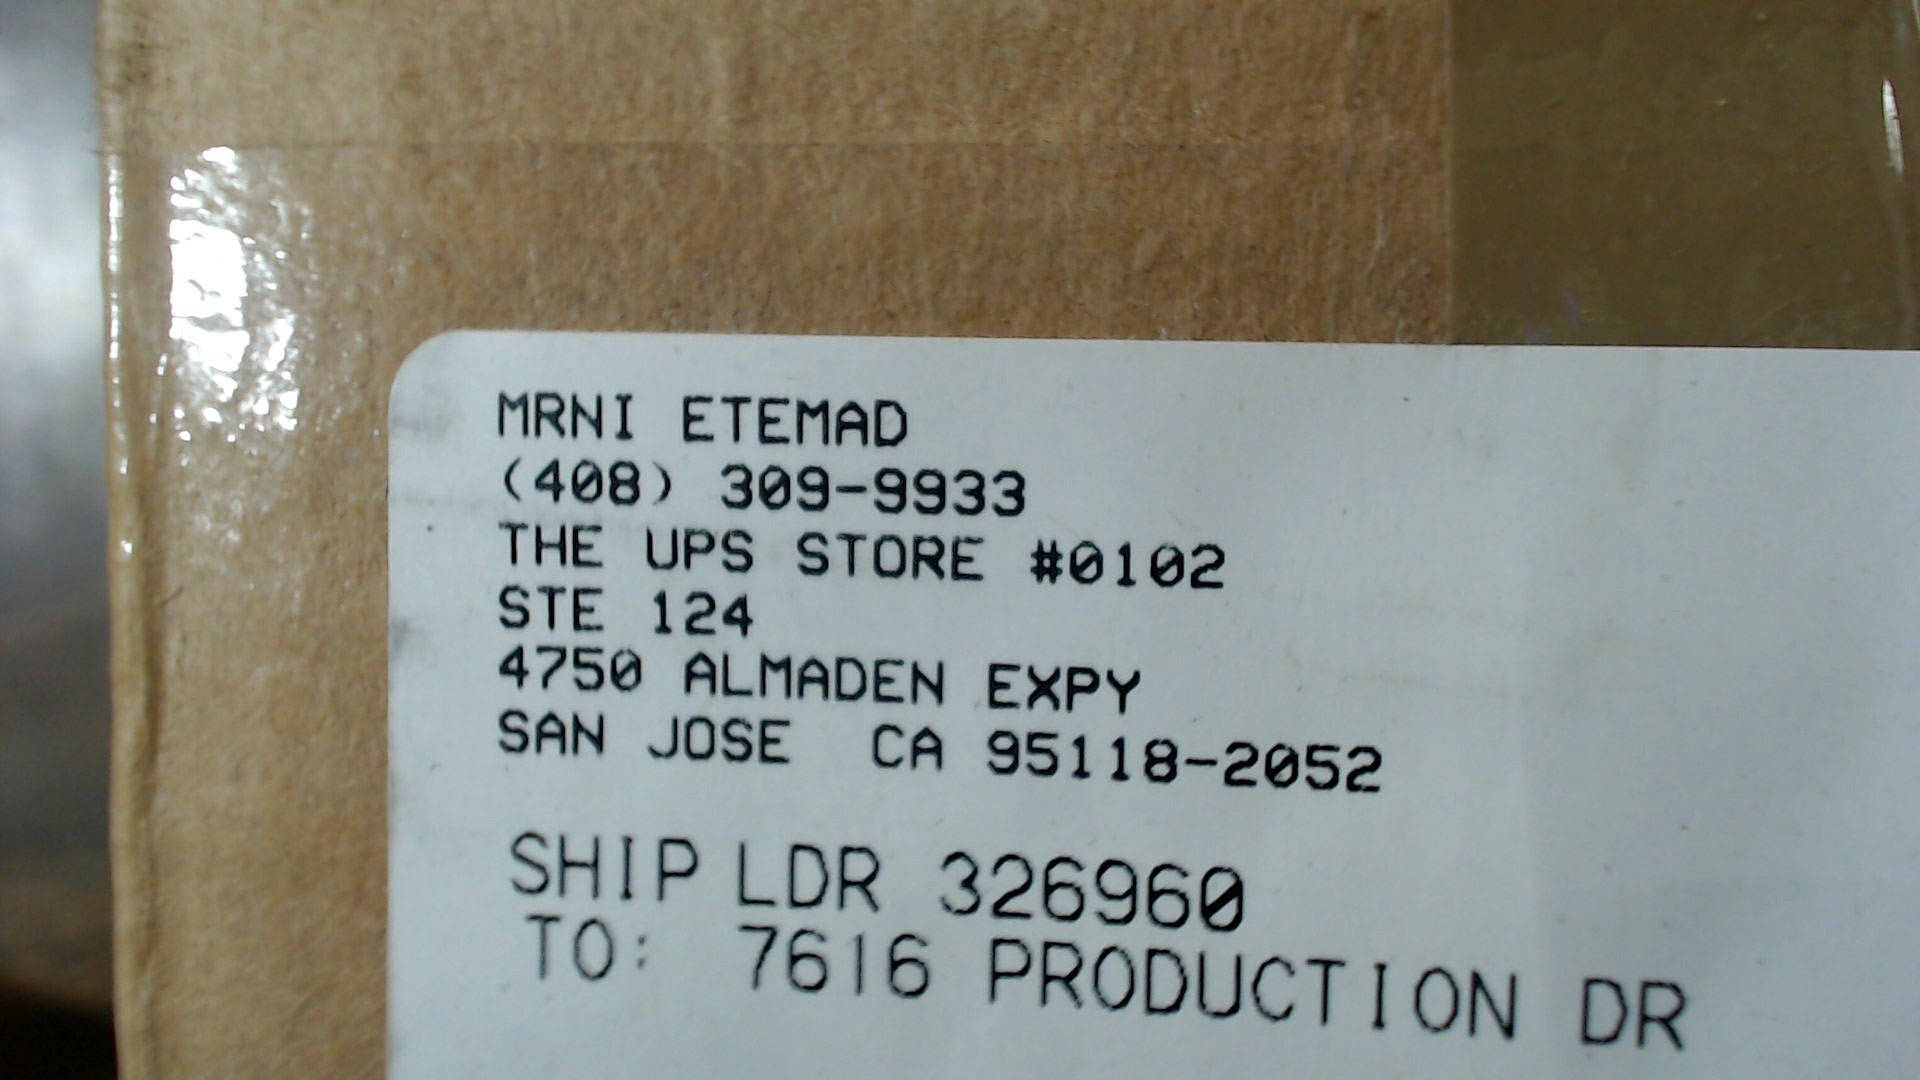 MRNI ETEMAD
(408) 309-9933
THE UPS STORE #0102
STE 124
4750 ALMADEN EXPY
SAN JOSE CA 95118-2052
SHIP LDR 326960
TO: 7616 PRODUCTION DR